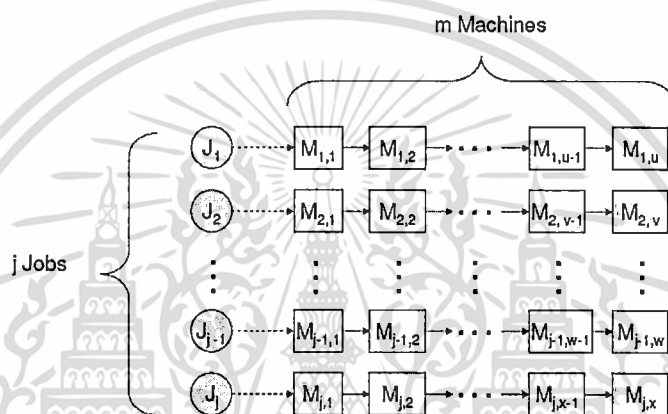 m Machines
J₁ M₁,₁ M₁,₂ M₁,u-1 M₁,u
J₂ M₂,₁ M₂,₂ M₂, v-1 M₂, v
j Jobs
Jj-1 Mj-1,1 Mj-1,2 Mj-1,w-1 Mj-1,w
Jj Mj,1 Mj,2 Mj,x-1 Mj,x